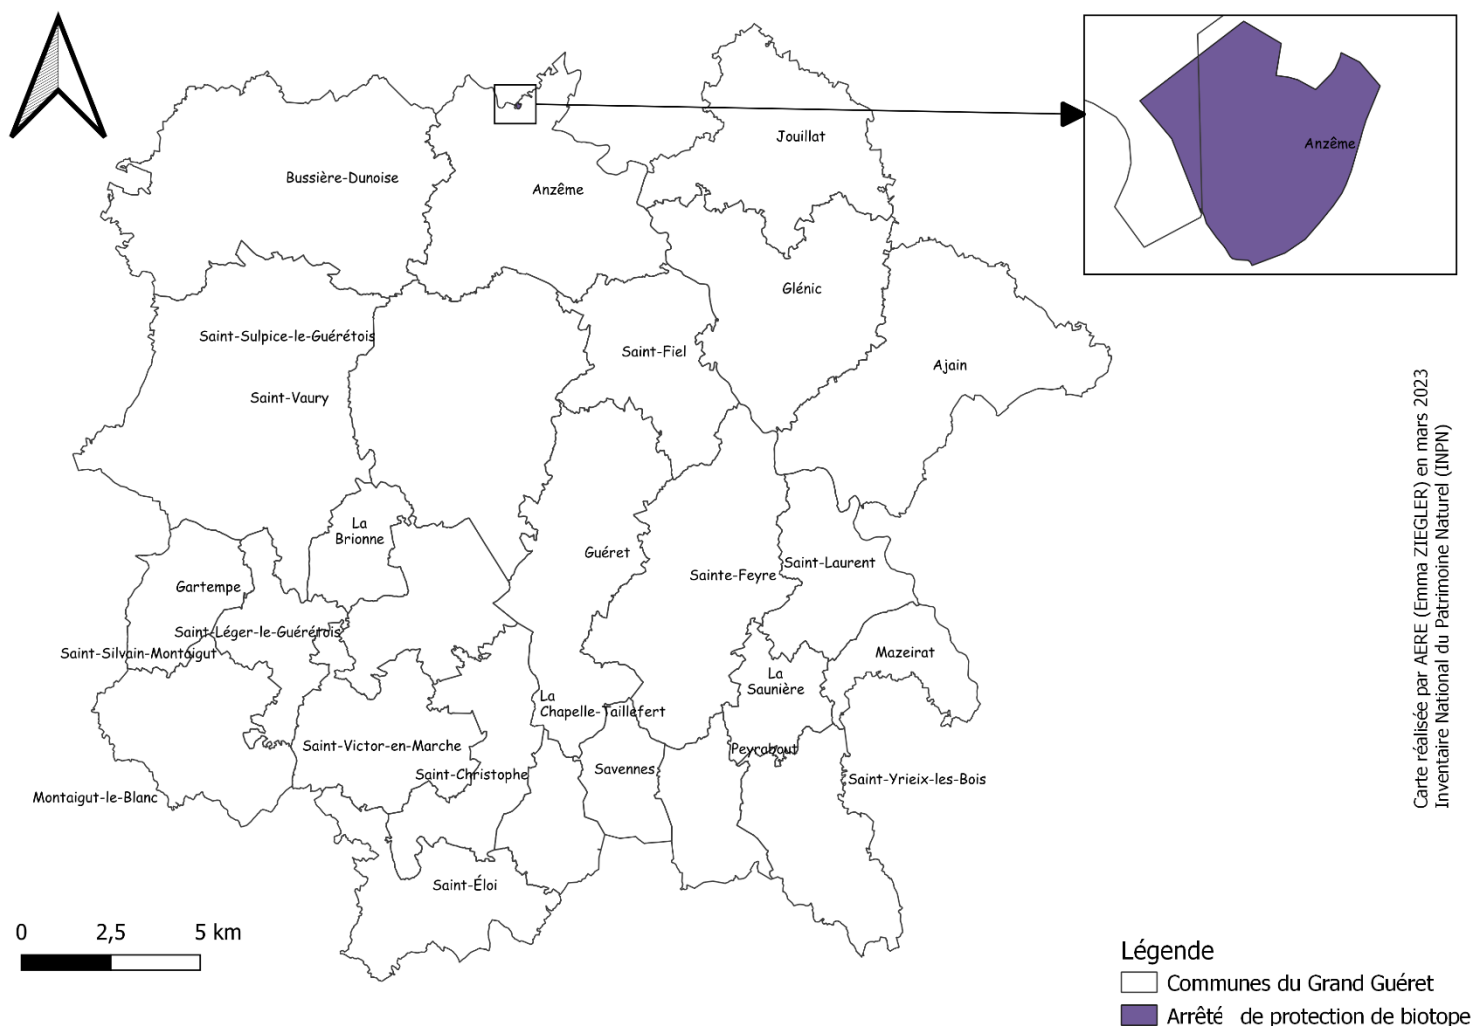 Jouillat
Anzême
Bussière-Dunoise
Anzême
Glénic
Saint-Sulpice-le-Guérétois
Saint-Fiel
Ajain
Saint-Vaury
La
Brionne
Guéret
Saint-Laurent
Sainte-Feyre
Gartempe
Saint-Léger-le-Guérétois
Saint-Silvain-Montaigut
Mazeirat
La
Saunière
La
Chapelle-Taillefert
Saint-Victor-en-Marche
Peyrabout
Savennes
Saint-Christophe
Saint-Yrieix-les-Bois
Montaigut-le-Blanc
Saint-Éloi
0 2,5 5 km
Carte réalisée par AERE (Emma ZIEGLER) en mars 2023
Inventaire National du Patrimoine Naturel (INPN)
Légende
Communes du Grand Guéret
Arrêté de protection de biotope